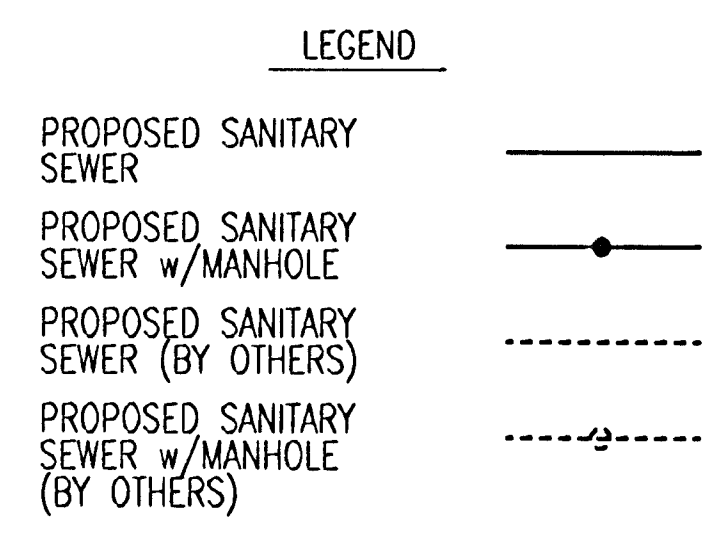 LEGEND
PROPOSED SANITARY
SEWER
PROPOSED SANITARY
SEWER w/MANHOLE
PROPOSED SANITARY
SEWER (BY OTHERS)
PROPOSED SANITARY
SEWER w/MANHOLE
(BY OTHERS)